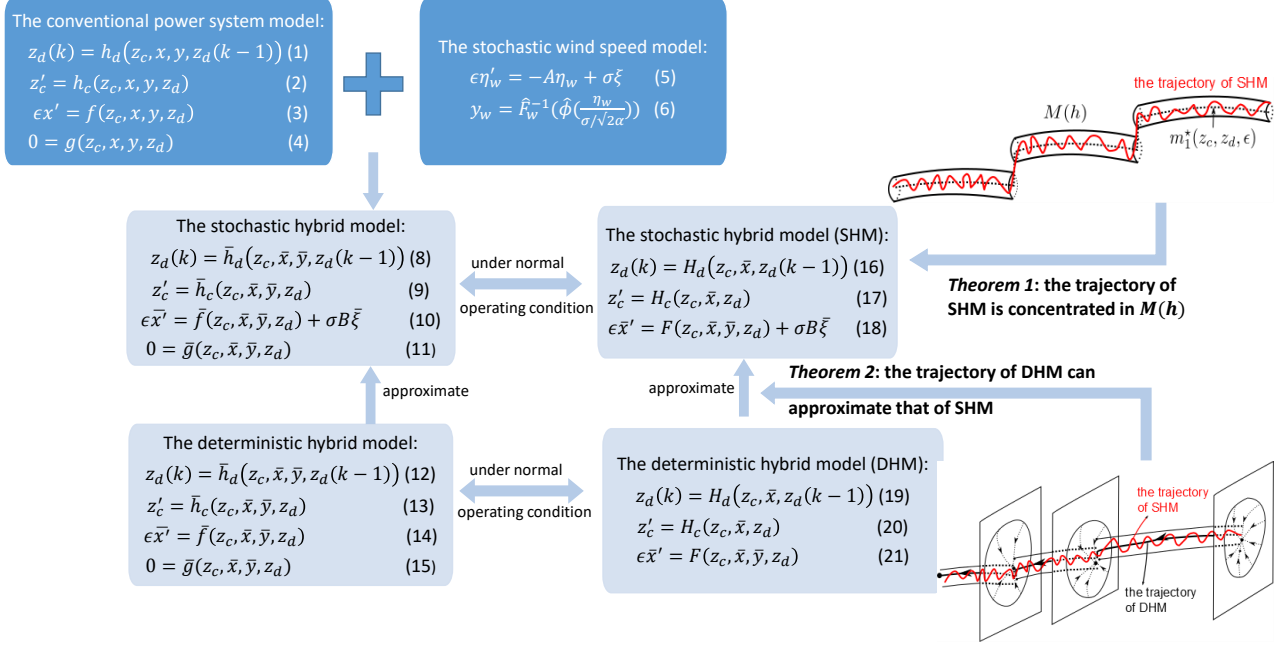 The conventional power system model:
z_d(k) = h_d(z_c, x, y, z_d(k − 1)) (1)
z_c′ = h_c(z_c, x, y, z_d) (2)
ϵx′ = f(z_c, x, y, z_d) (3)
0 = g(z_c, x, y, z_d) (4)
The stochastic wind speed model:
ϵη_w′ = −Aη_w + σξ (5)
y_w = F̂_w^{-1}(ϕ̂(η_w / (σ/√2α))) (6)
the trajectory of SHM
M(h)
m_1^⋆(z_c, z_d, ϵ)
The stochastic hybrid model:
z_d(k) = h̄_d(z_c, x̄, ȳ, z_d(k − 1)) (8)
z_c′ = h̄_c(z_c, x̄, ȳ, z_d) (9)
ϵx̄′ = f̄(z_c, x̄, ȳ, z_d) + σBξ̄ (10)
0 = ḡ(z_c, x̄, ȳ, z_d) (11)
under normal
operating condition
The stochastic hybrid model (SHM):
z_d(k) = H_d(z_c, x̄, z_d(k − 1)) (16)
z_c′ = H_c(z_c, x̄, z_d) (17)
ϵx̄′ = F(z_c, x̄, ȳ, z_d) + σBξ̄ (18)
Theorem 1: the trajectory of
SHM is concentrated in M(h)
approximate
approximate
Theorem 2: the trajectory of DHM can
approximate that of SHM
The deterministic hybrid model:
z_d(k) = h̄_d(z_c, x̄, ȳ, z_d(k − 1)) (12)
z_c′ = h̄_c(z_c, x̄, ȳ, z_d) (13)
ϵx̄′ = f̄(z_c, x̄, ȳ, z_d) (14)
0 = ḡ(z_c, x̄, ȳ, z_d) (15)
under normal
operating condition
The deterministic hybrid model (DHM):
z_d(k) = H_d(z_c, x̄, z_d(k − 1)) (19)
z_c′ = H_c(z_c, x̄, z_d) (20)
ϵx̄′ = F(z_c, x̄, ȳ, z_d) (21)
the trajectory
of SHM
the trajectory
of DHM